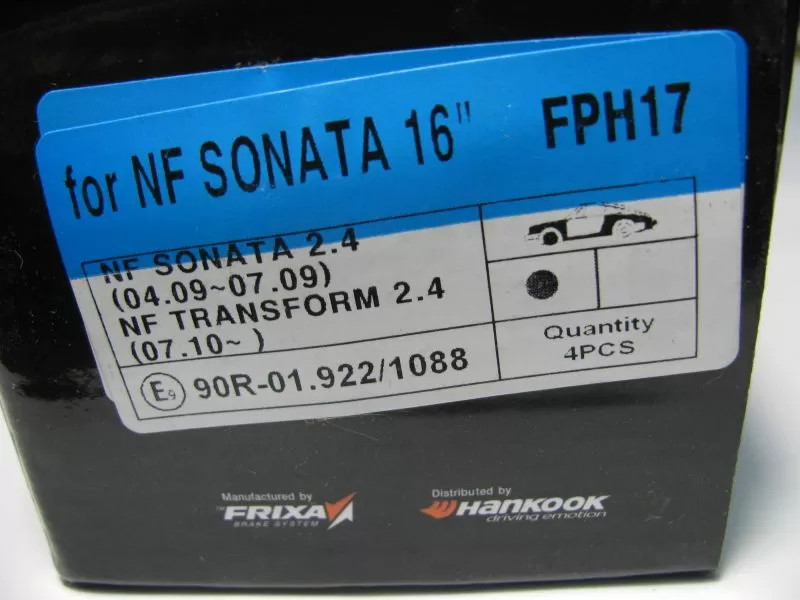 for NF SONATA 16" FPH17
NF SONATA 2.4
(04.09~07.09)
NF TRANSFORM 2.4
(07.10~ )
Quantity
4PCS
E9 90R-01.922/1088
Manufactured by
™FRIXA
BRAKE SYSTEM
Distributed by
HANKOOK
driving emotion